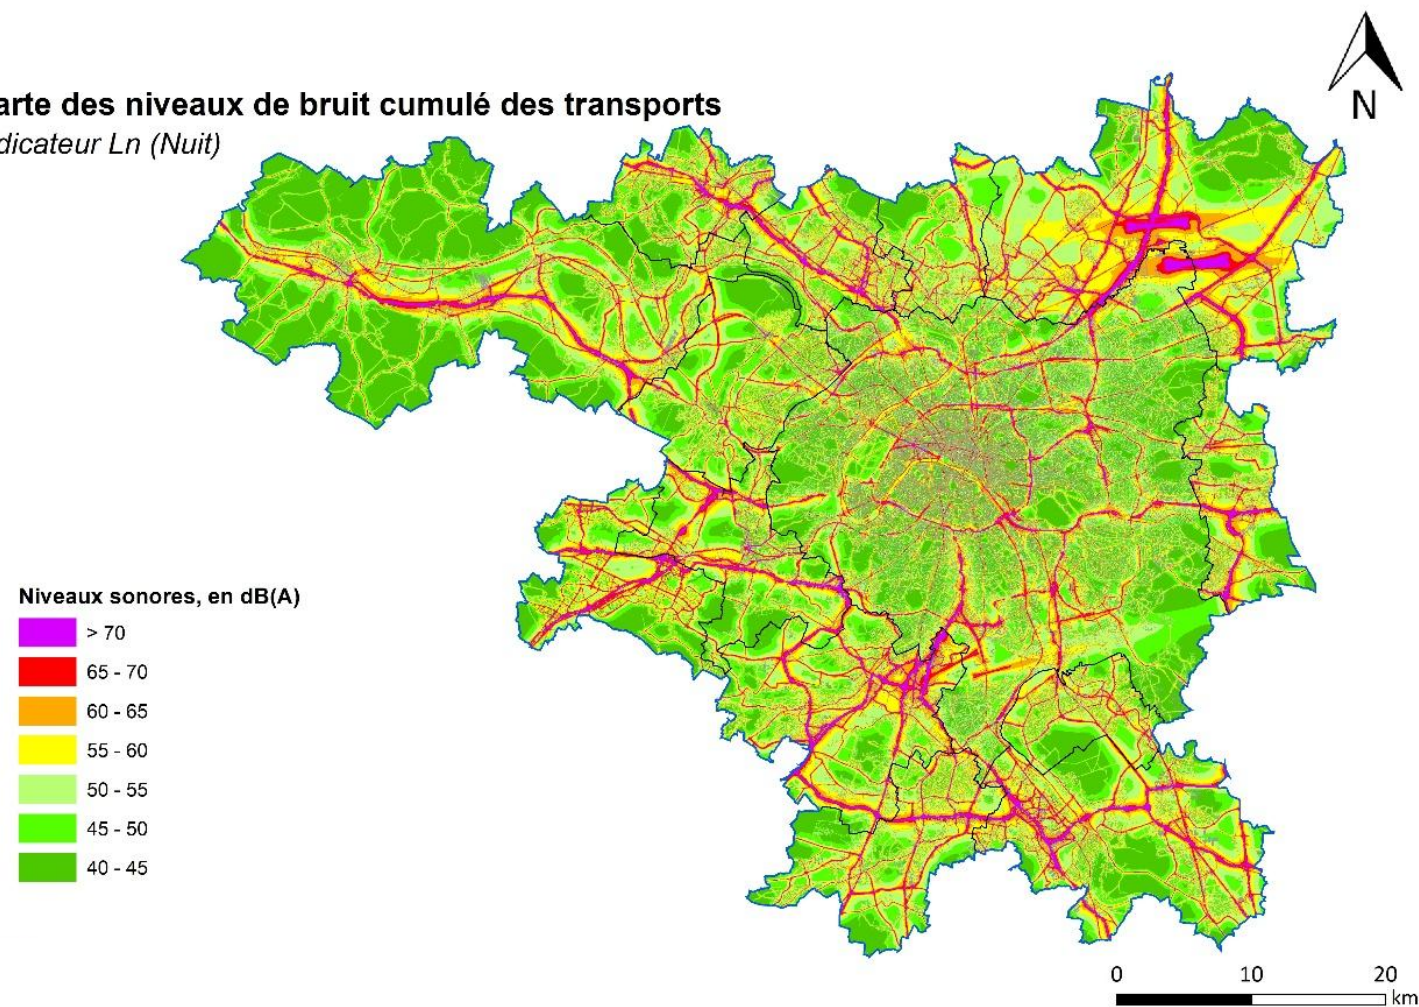 arte des niveaux de bruit cumulé des transports
dicateur Ln (Nuit)
N
Niveaux sonores, en dB(A)
> 70
65 - 70
60 - 65
55 - 60
50 - 55
45 - 50
40 - 45
0 10 20
km